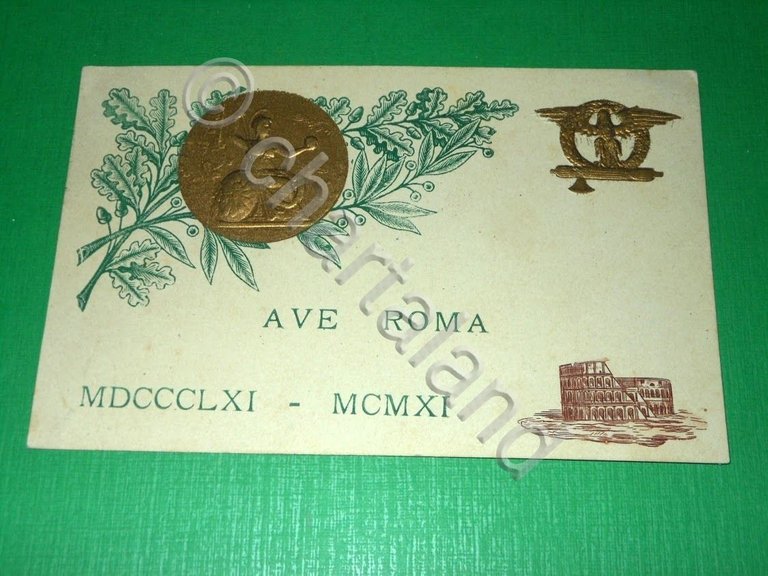 © chartaland
AVE ROMA
MDCCCLXI - MCMXI